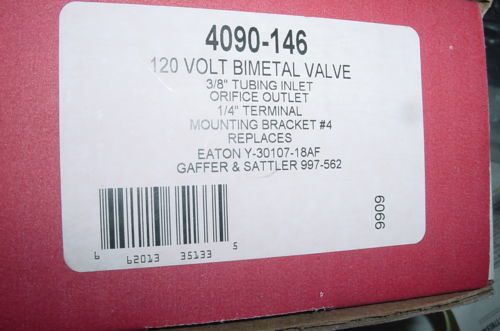 4090-146
120 VOLT BIMETAL VALVE
3/8" TUBING INLET
ORIFICE OUTLET
1/4" TERMINAL
MOUNTING BRACKET #4
REPLACES
EATON Y-30107-18AF
GAFFER & SATTLER 997-562
6 62013 35133 5
9909